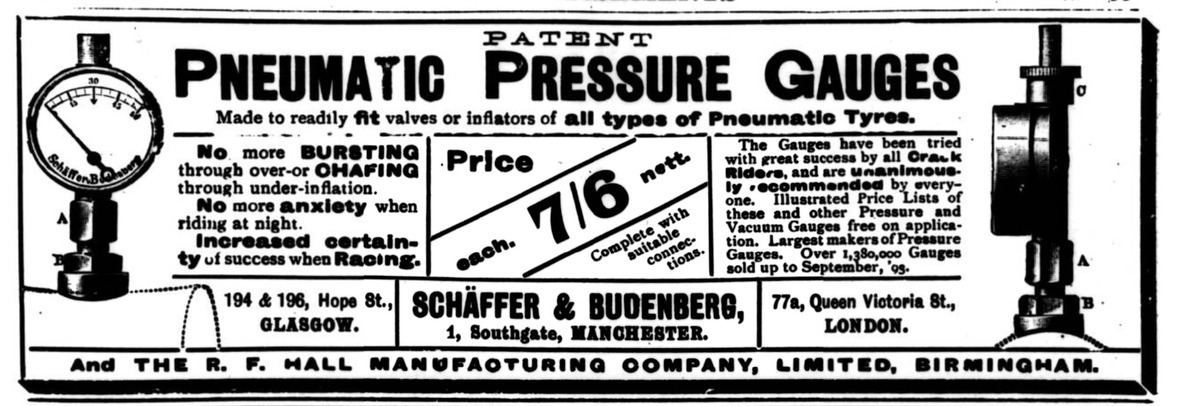 PATENT
PNEUMATIC PRESSURE GAUGES
Made to readily fit valves or inflators of all types of Pneumatic Tyres.
No more BURSTING
through over-or CHAFING
through under-inflation.
No more anxiety when
riding at night.
Increased certain-
ty of success when Racing.
Price
7/6
each.
nett.
Complete with
suitable
connec-
tions.
The Gauges have been tried
with great success by all Crack
Riders, and are unanimous-
ly recommended by every-
one. Illustrated Price Lists of
these and other Pressure and
Vacuum Gauges free on applica-
tion. Largest makers of Pressure
Gauges. Over 1,380,000 Gauges
sold up to September, '93.
30
15
45
Schäffer & Budenberg
A
B
C
A
B
194 & 196, Hope St.,
GLASGOW.
SCHÄFFER & BUDENBERG,
1, Southgate, MANCHESTER.
77a, Queen Victoria St.,
LONDON.
And THE R. F. HALL MANUFACTURING COMPANY, LIMITED, BIRMINGHAM.